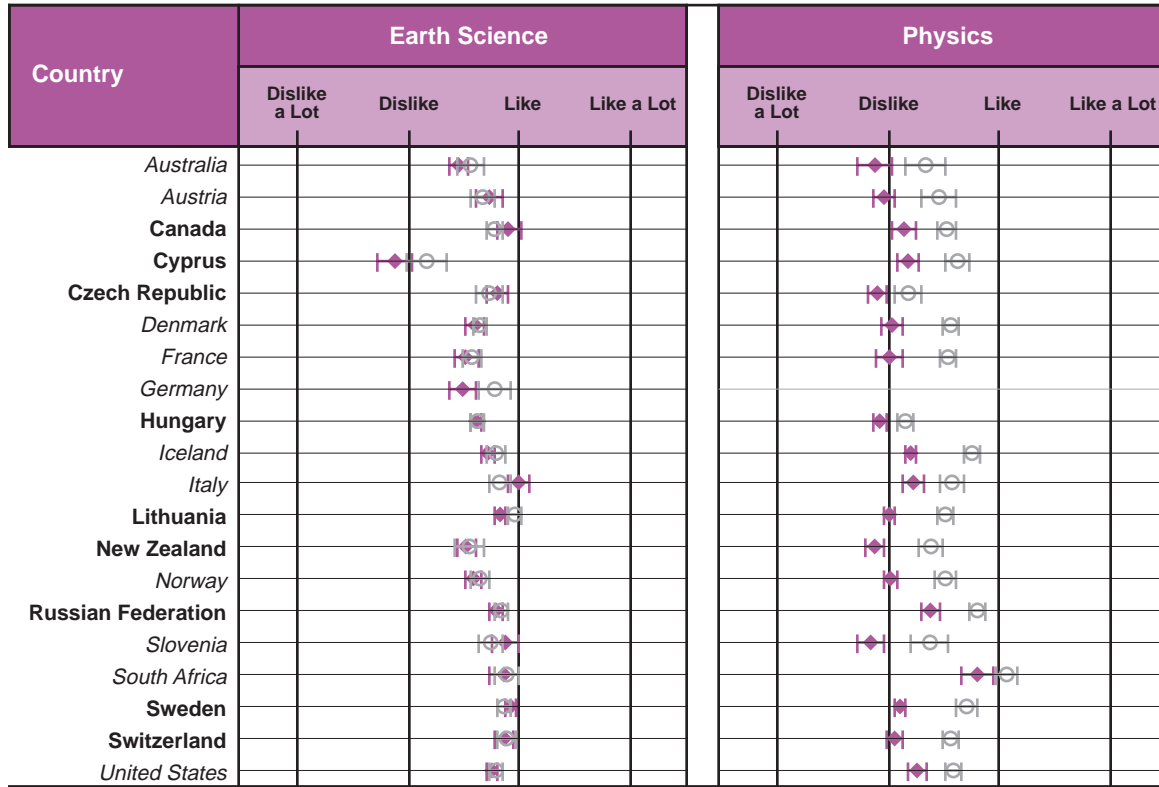 Country
Earth Science
Physics
Dislike a Lot
Dislike
Like
Like a Lot
Dislike a Lot
Dislike
Like
Like a Lot
Australia
Austria
Canada
Cyprus
Czech Republic
Denmark
France
Germany
Hungary
Iceland
Italy
Lithuania
New Zealand
Norway
Russian Federation
Slovenia
South Africa
Sweden
Switzerland
United States